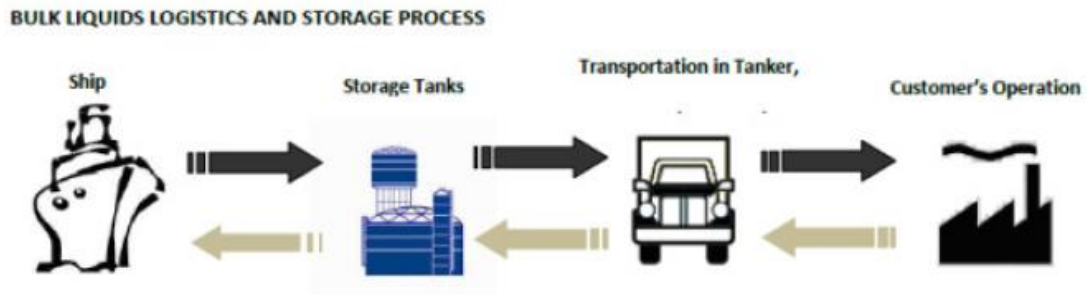 BULK LIQUIDS LOGISTICS AND STORAGE PROCESS
Ship
Storage Tanks
Transportation in Tanker,
Customer's Operation